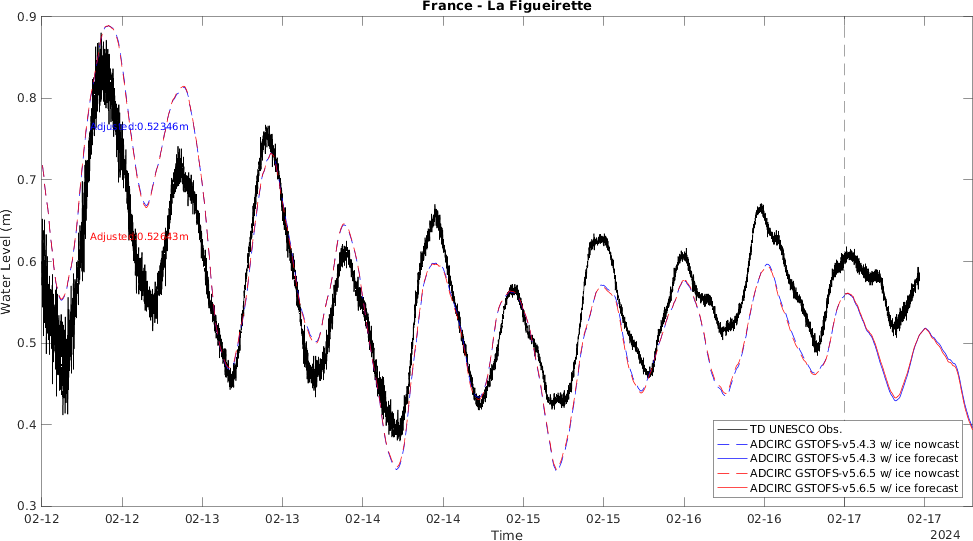 France - La Figueirette
0.9
0.8
0.7
0.6
0.5
0.4
0.3
Water Level (m)
Adjusted:0.52346m
Adjusted:0.52643m
TD UNESCO Obs.
ADCIRC GSTOFS-v5.4.3 w/ ice nowcast
ADCIRC GSTOFS-v5.4.3 w/ ice forecast
ADCIRC GSTOFS-v5.6.5 w/ ice nowcast
ADCIRC GSTOFS-v5.6.5 w/ ice forecast
02-12 02-12 02-13 02-13 02-14 02-14 02-15 02-15 02-16 02-16 02-17 02-17
Time
2024